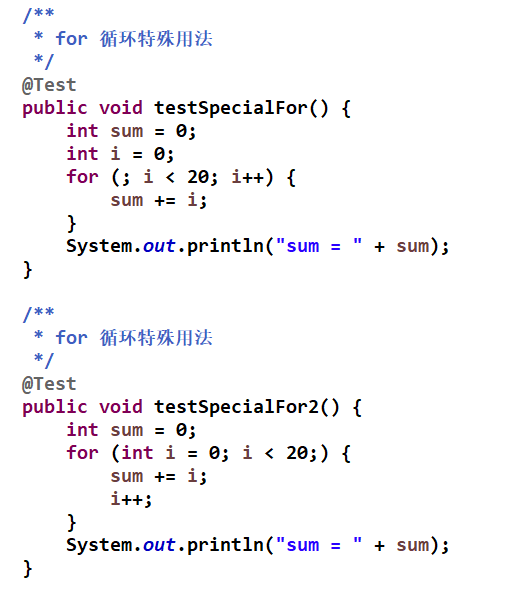 /**
 * for 循环特殊用法
 */
@Test
public void testSpecialFor() {
    int sum = 0;
    int i = 0;
    for (; i < 20; i++) {
        sum += i;
    }
    System.out.println("sum = " + sum);
}

/**
 * for 循环特殊用法
 */
@Test
public void testSpecialFor2() {
    int sum = 0;
    for (int i = 0; i < 20;) {
        sum += i;
        i++;
    }
    System.out.println("sum = " + sum);
}